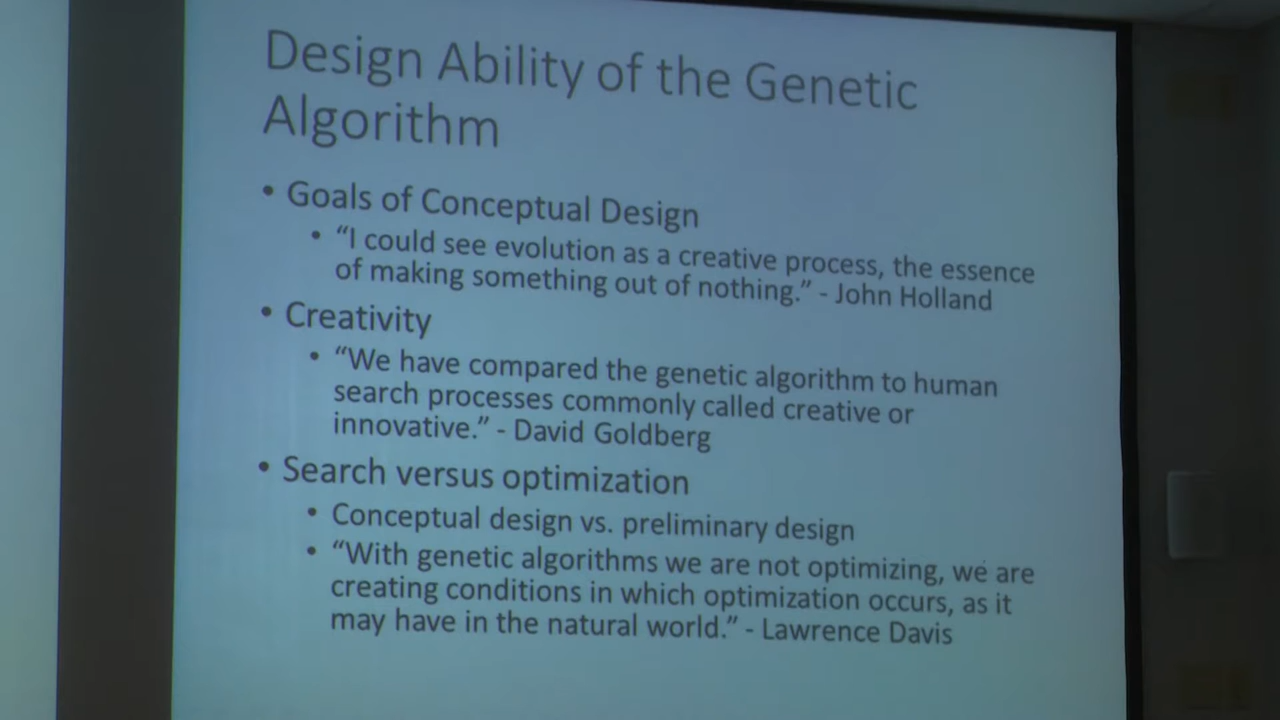 Design Ability of the Genetic
Algorithm
• Goals of Conceptual Design
• “I could see evolution as a creative process, the essence
of making something out of nothing.” - John Holland
• Creativity
• “We have compared the genetic algorithm to human
search processes commonly called creative or
innovative.” - David Goldberg
• Search versus optimization
• Conceptual design vs. preliminary design
• “With genetic algorithms we are not optimizing, we are
creating conditions in which optimization occurs, as it
may have in the natural world.” - Lawrence Davis